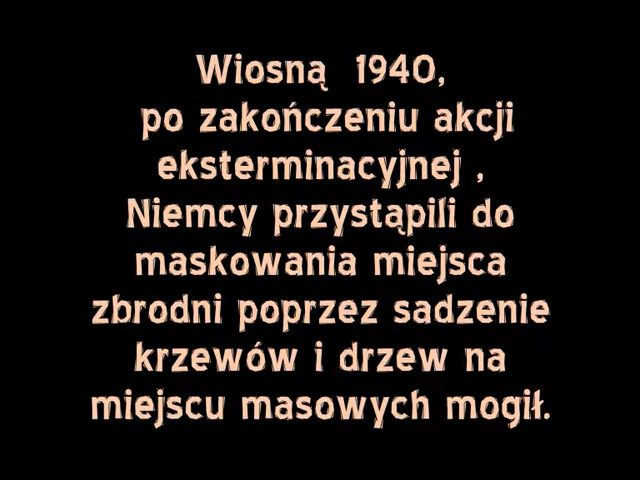 Wiosną 1940,
po zakończeniu akcji
eksterminacyjnej ,
Niemcy przystąpili do
maskowania miejsca
zbrodni poprzez sadzenie
krzewów i drzew na
miejscu masowych mogił.